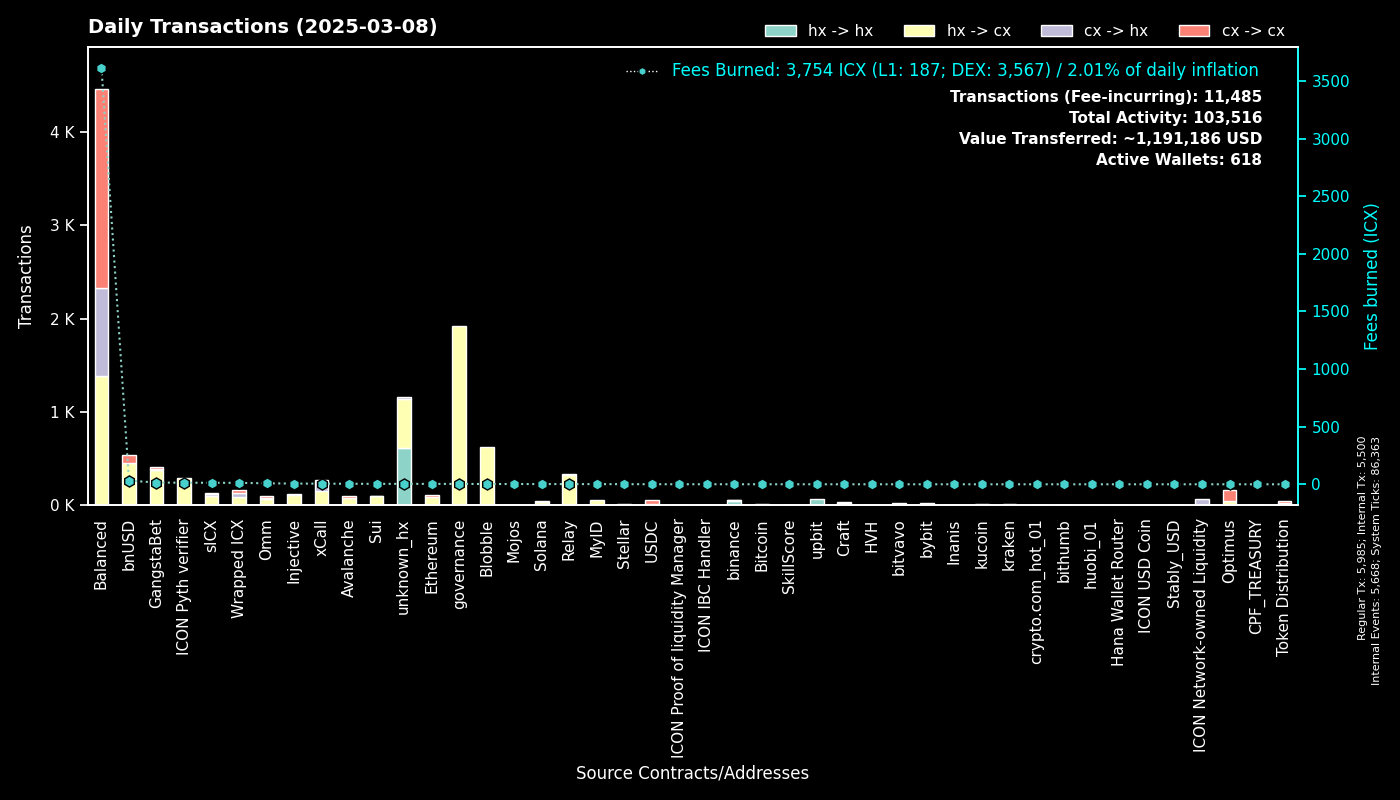 Daily Transactions (2025-03-08)
hx -> hx
hx -> cx
cx -> hx
cx -> cx
Fees Burned: 3,754 ICX (L1: 187; DEX: 3,567) / 2.01% of daily inflation
Transactions (Fee-incurring): 11,485
Total Activity: 103,516
Value Transferred: ~1,191,186 USD
Active Wallets: 618
Transactions
4 K
3 K
2 K
1 K
0 K
3500
3000
2500
2000
1500
1000
500
0
Fees burned (ICX)
Balanced
bnUSD
GangstaBet
ICON Pyth verifier
sICX
Wrapped ICX
Omm
Injective
xCall
Avalanche
Sui
unknown_hx
Ethereum
governance
Blobble
Mojos
Solana
Relay
MyID
Stellar
USDC
ICON Proof of liquidity Manager
ICON IBC Handler
binance
Bitcoin
SkillScore
upbit
Craft
HVH
bitvavo
bybit
Inanis
kucoin
kraken
crypto.com_hot_01
bithumb
huobi_01
Hana Wallet Router
ICON USD Coin
Stably_USD
ICON Network-owned Liquidity
Optimus
CPF_TREASURY
Token Distribution
Source Contracts/Addresses
Regular Tx: 5,985; Internal Tx: 5,500
Internal Events: 5,668; System Ticks: 86,363